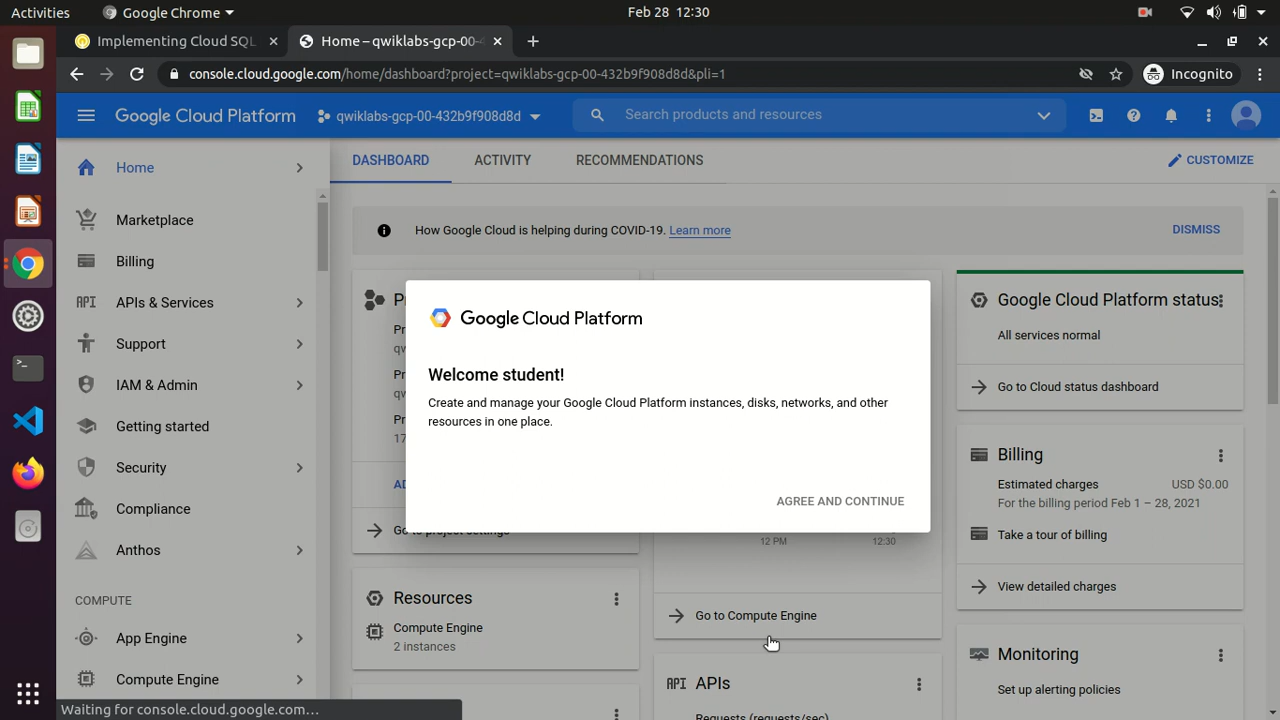 Activities
Google Chrome
Feb 28 12:30
Implementing Cloud SQL
Home – qwiklabs-gcp-00-
console.cloud.google.com/home/dashboard?project=qwiklabs-gcp-00-432b9f908d8d&pli=1
Incognito
Google Cloud Platform
qwiklabs-gcp-00-432b9f908d8d
Search products and resources
Home
Marketplace
Billing
APIs & Services
Support
IAM & Admin
Getting started
Security
Compliance
Anthos
COMPUTE
App Engine
Compute Engine
DASHBOARD
ACTIVITY
RECOMMENDATIONS
CUSTOMIZE
How Google Cloud is helping during COVID-19. Learn more
DISMISS
Google Cloud Platform
Welcome student!
Create and manage your Google Cloud Platform instances, disks, networks, and other
resources in one place.
AGREE AND CONTINUE
Resources
Compute Engine
2 instances
12 PM
12:30
Go to Compute Engine
API APIs
Requests (requests/sec)
Google Cloud Platform status
All services normal
Go to Cloud status dashboard
Billing
Estimated charges
USD $0.00
For the billing period Feb 1 – 28, 2021
Take a tour of billing
View detailed charges
Monitoring
Set up alerting policies
Waiting for console.cloud.google.com…